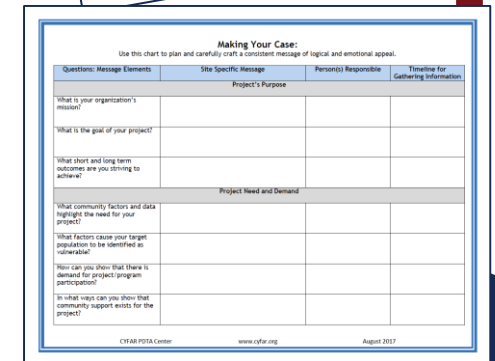 Making Your Case:
Use this chart to plan and carefully craft a consistent message of logical and emotional appeal.
Questions: Message Elements
Site Specific Message
Person(s) Responsible
Timeline for
Gathering Information
Project's Purpose
What is your organization's
mission?
What is the goal of your project?
What short and long term
outcomes are you striving to
achieve?
Project Need and Demand
What community factors and data
highlight the need for your
project?
What factors cause your target
population to be identified as
vulnerable?
How can you show that there is
demand for project/program
participation?
In what ways can you show that
community support exists for the
project?
CYFAR PDTA Center
www.cyfar.org
August 2017